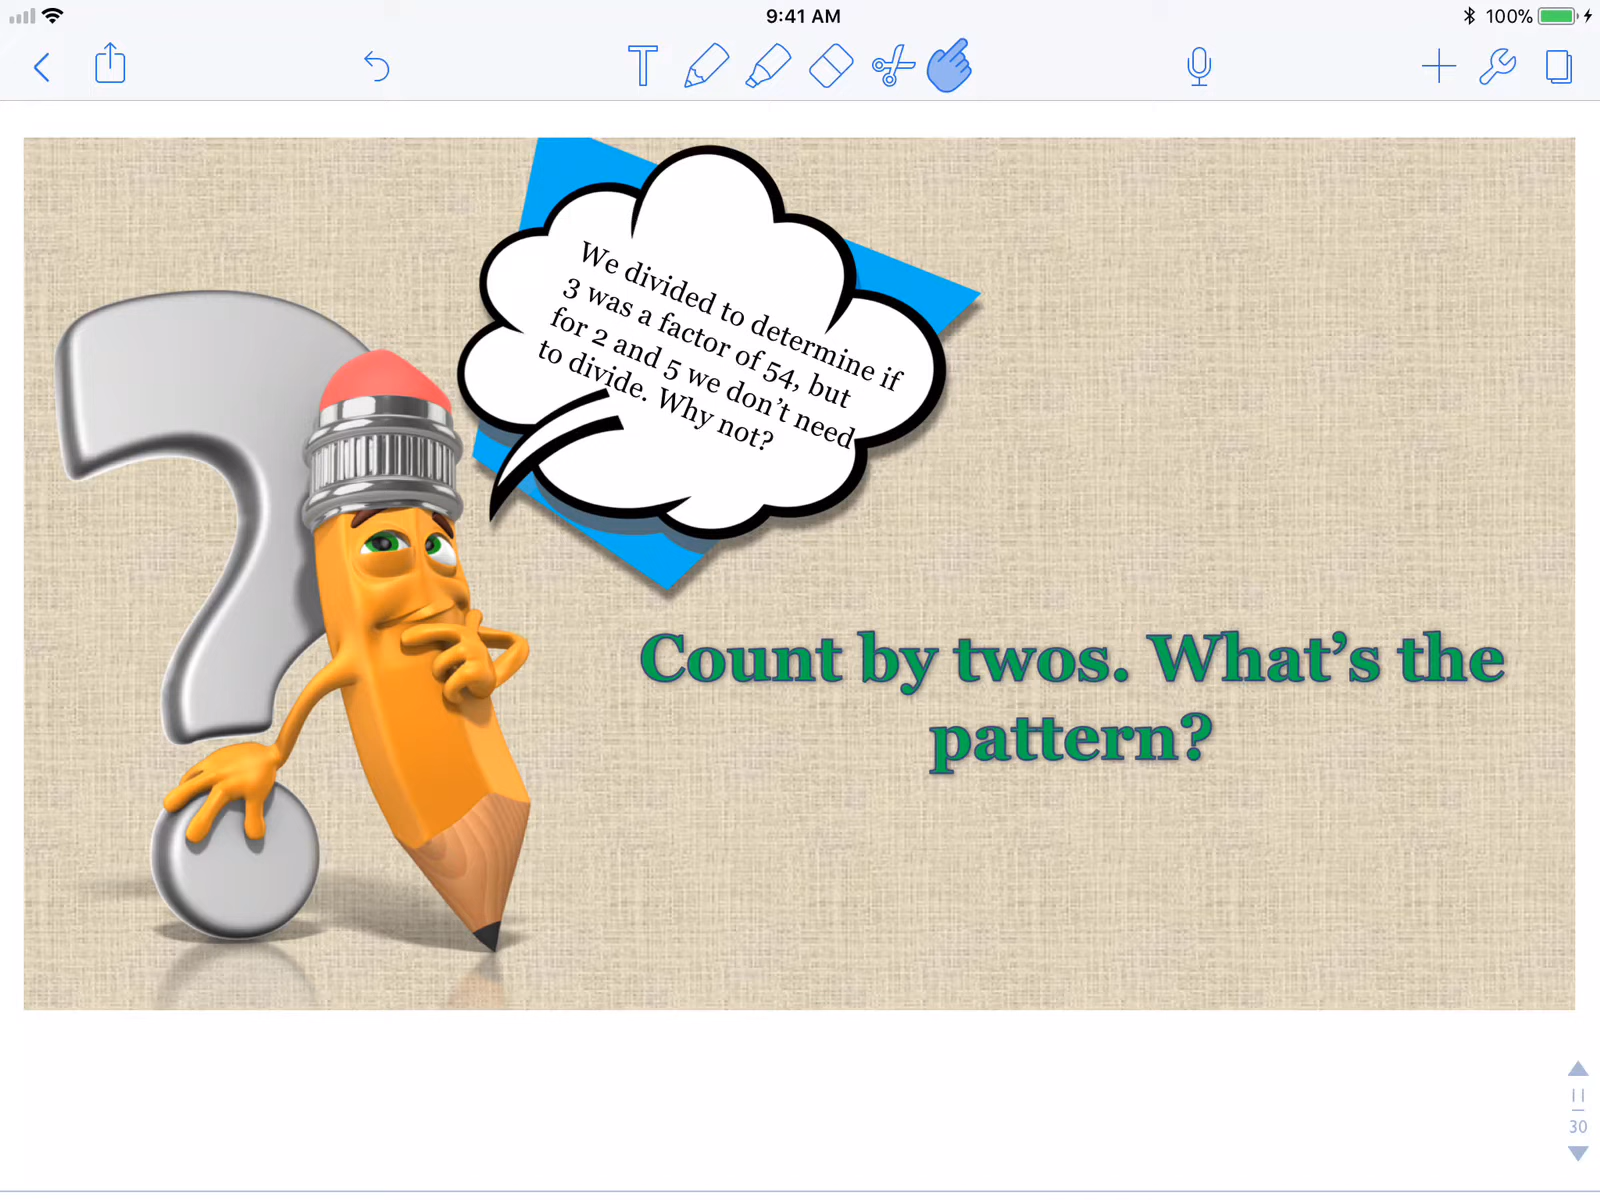 9:41 AM
100%
T
We divided to determine if
3 was a factor of 54, but
for 2 and 5 we don't need
to divide. Why not?
Count by twos. What's the
pattern?
11
30